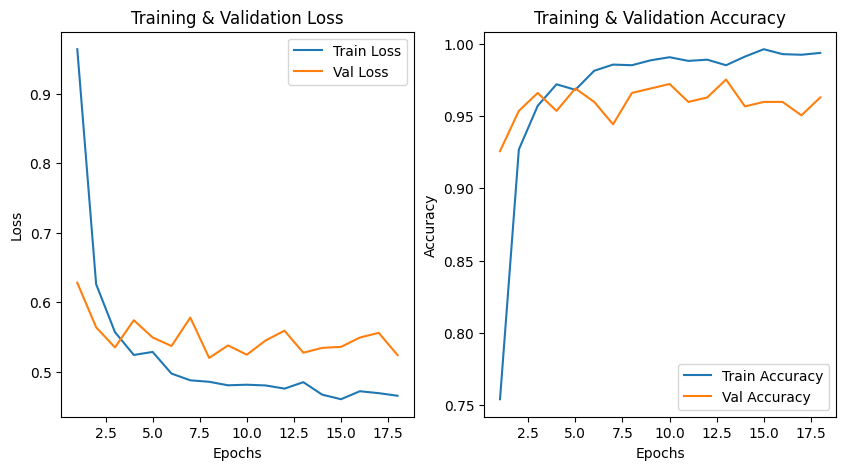 Training & Validation Loss
Train Loss
Val Loss
0.9
0.8
0.7
0.6
0.5
Loss
2.5 5.0 7.5 10.0 12.5 15.0 17.5
Epochs
Training & Validation Accuracy
1.00
0.95
0.90
0.85
0.80
0.75
Accuracy
Train Accuracy
Val Accuracy
2.5 5.0 7.5 10.0 12.5 15.0 17.5
Epochs